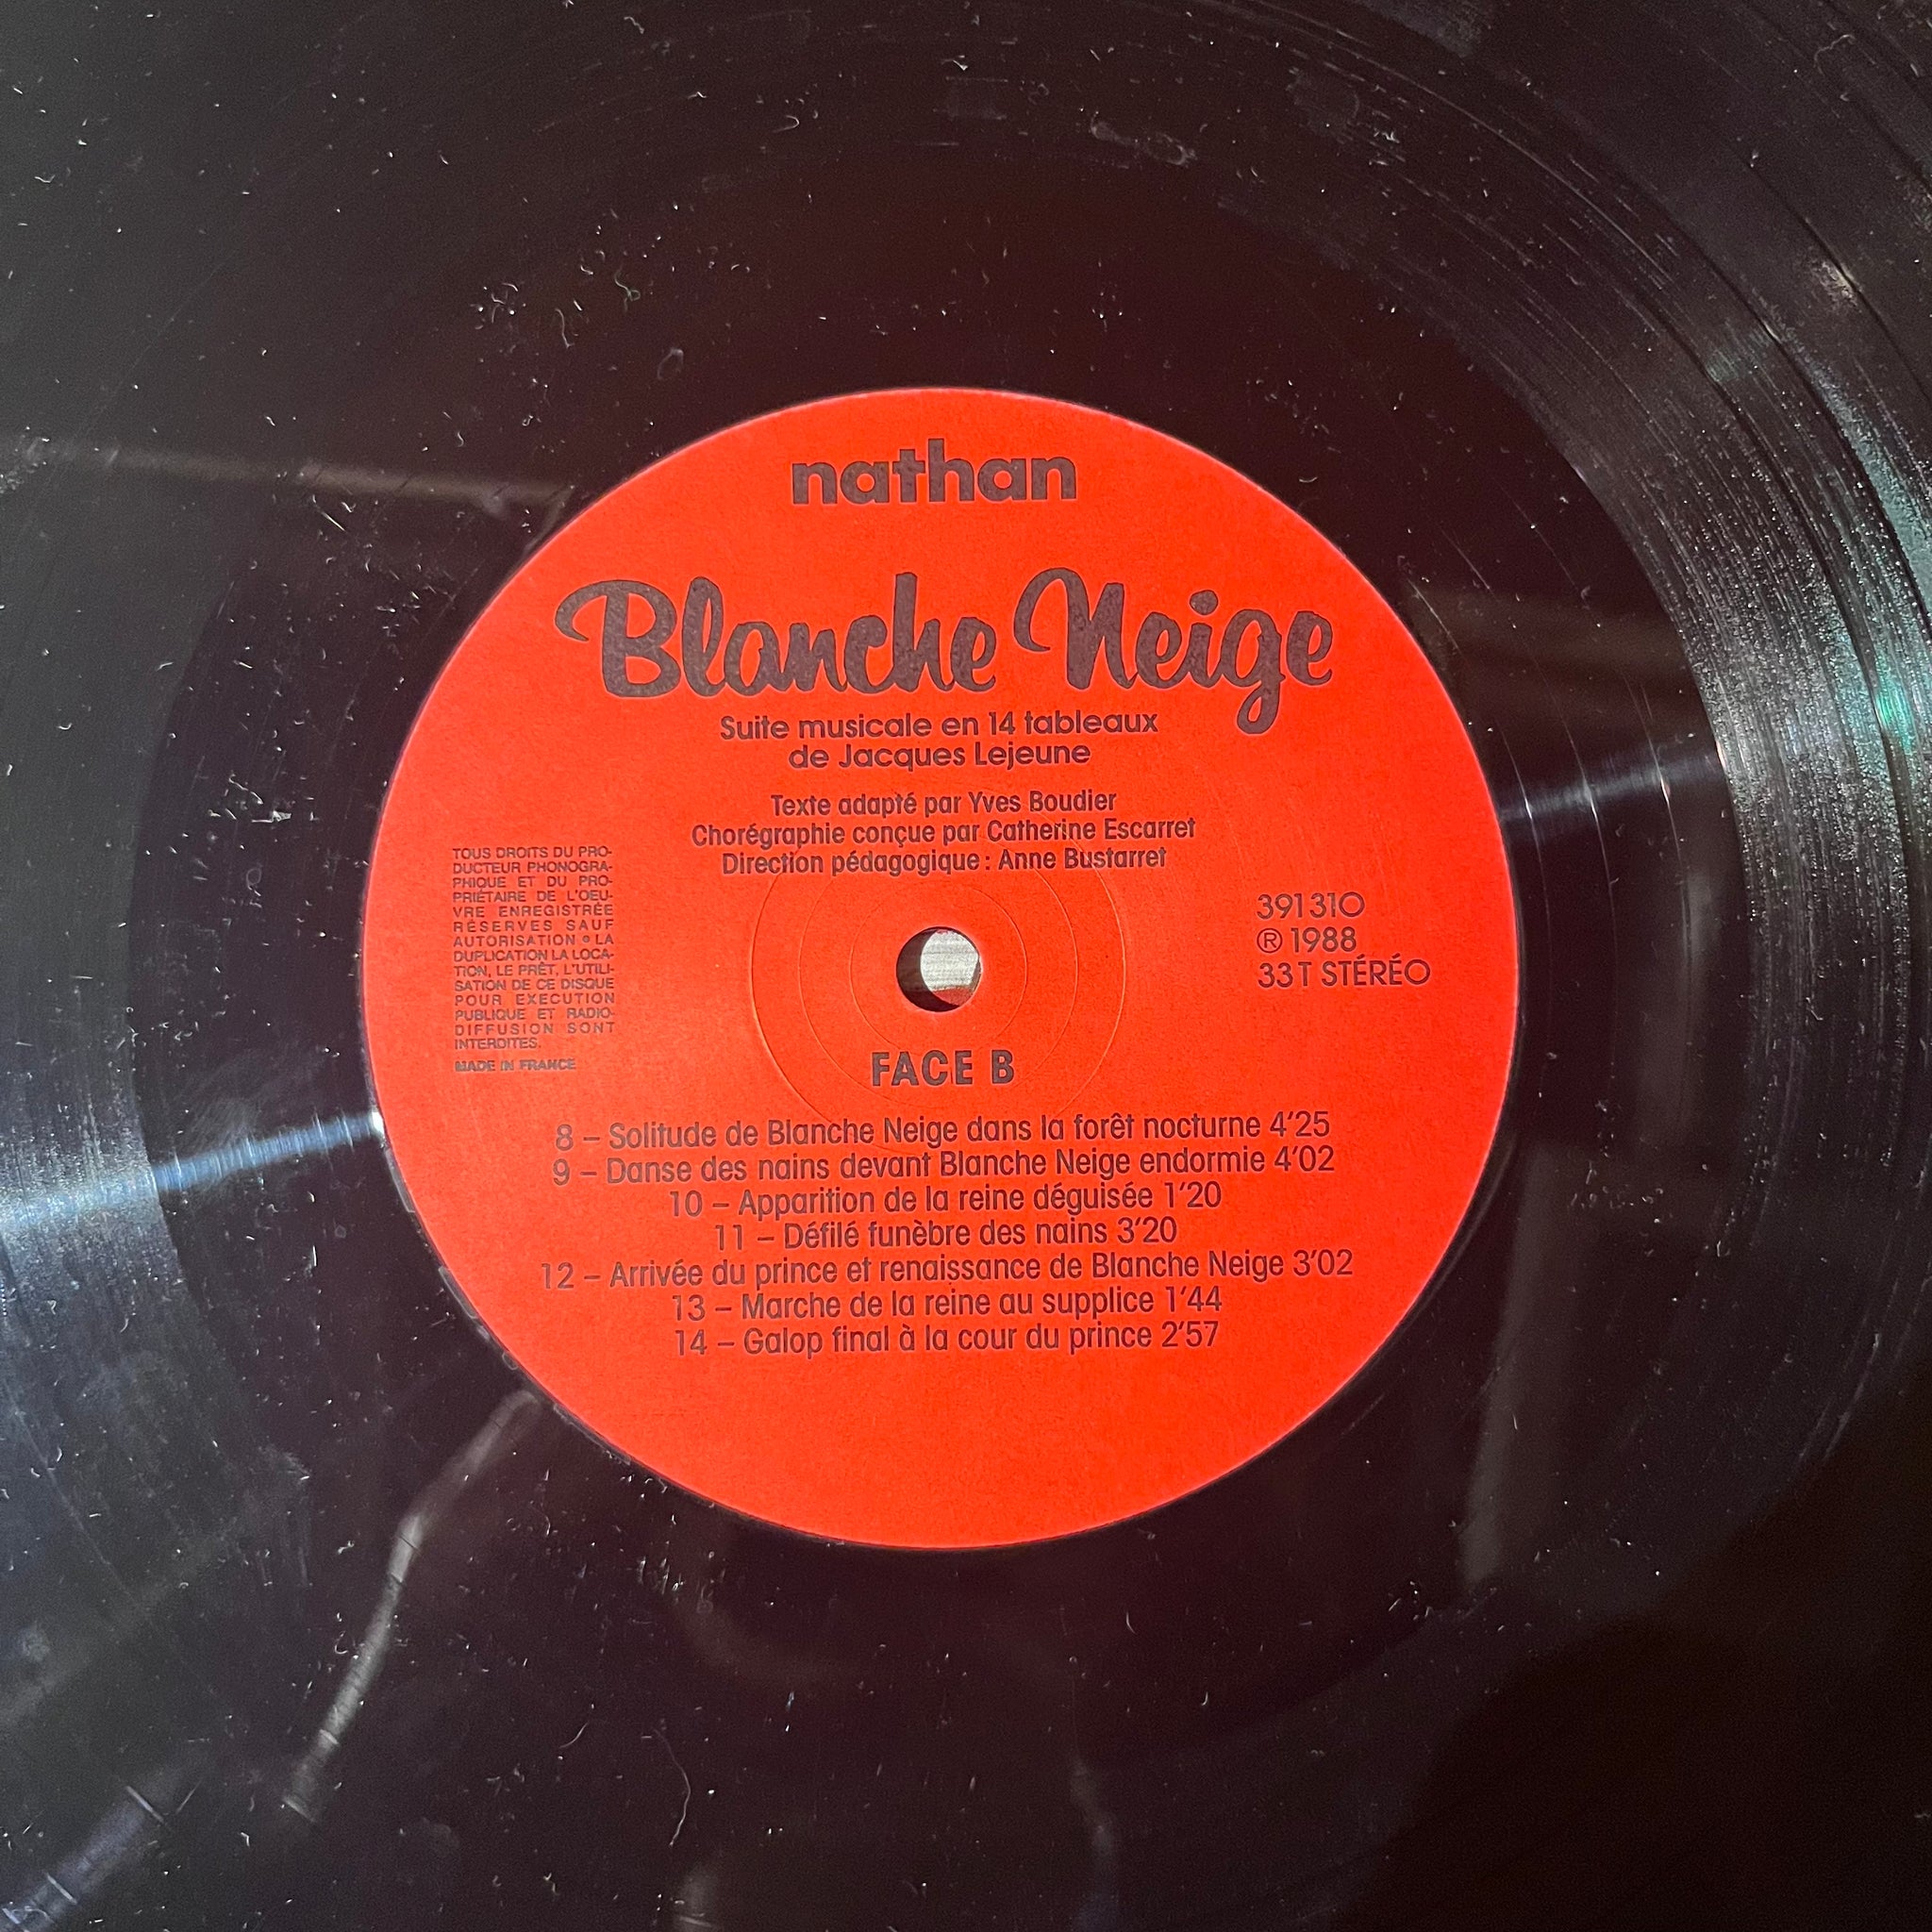 nathan
Blanche Neige
Suite musicale en 14 tableaux
de Jacques Lejeune
Texte adapté par Yves Boudier
Chorégraphie conçue par Catherine Escarret
Direction pédagogique : Anne Bustarret
TOUS DROITS DU PRO-
DUCTEUR PHONOGRA-
PHIQUE ET DU PRO-
PRIÉTAIRE DE L'OEU-
VRE ENREGISTRÉE
RÉSERVES SAUF
AUTORISATION • LA
DUPLICATION LA LOCA-
TION, LE PRÊT, L'UTILI-
SATION DE CE DISQUE
POUR EXECUTION
PUBLIQUE ET RADIO-
DIFFUSION SONT
INTERDITES.
MADE IN FRANCE
391310
Ⓡ 1988
33T STÉRÉO
FACE B
8 – Solitude de Blanche Neige dans la forêt nocturne 4'25
9 – Danse des nains devant Blanche Neige endormie 4'02
10 – Apparition de la reine déguisée 1'20
11 – Défilé funèbre des nains 3'20
12 – Arrivée du prince et renaissance de Blanche Neige 3'02
13 – Marche de la reine au supplice 1'44
14 – Galop final à la cour du prince 2'57